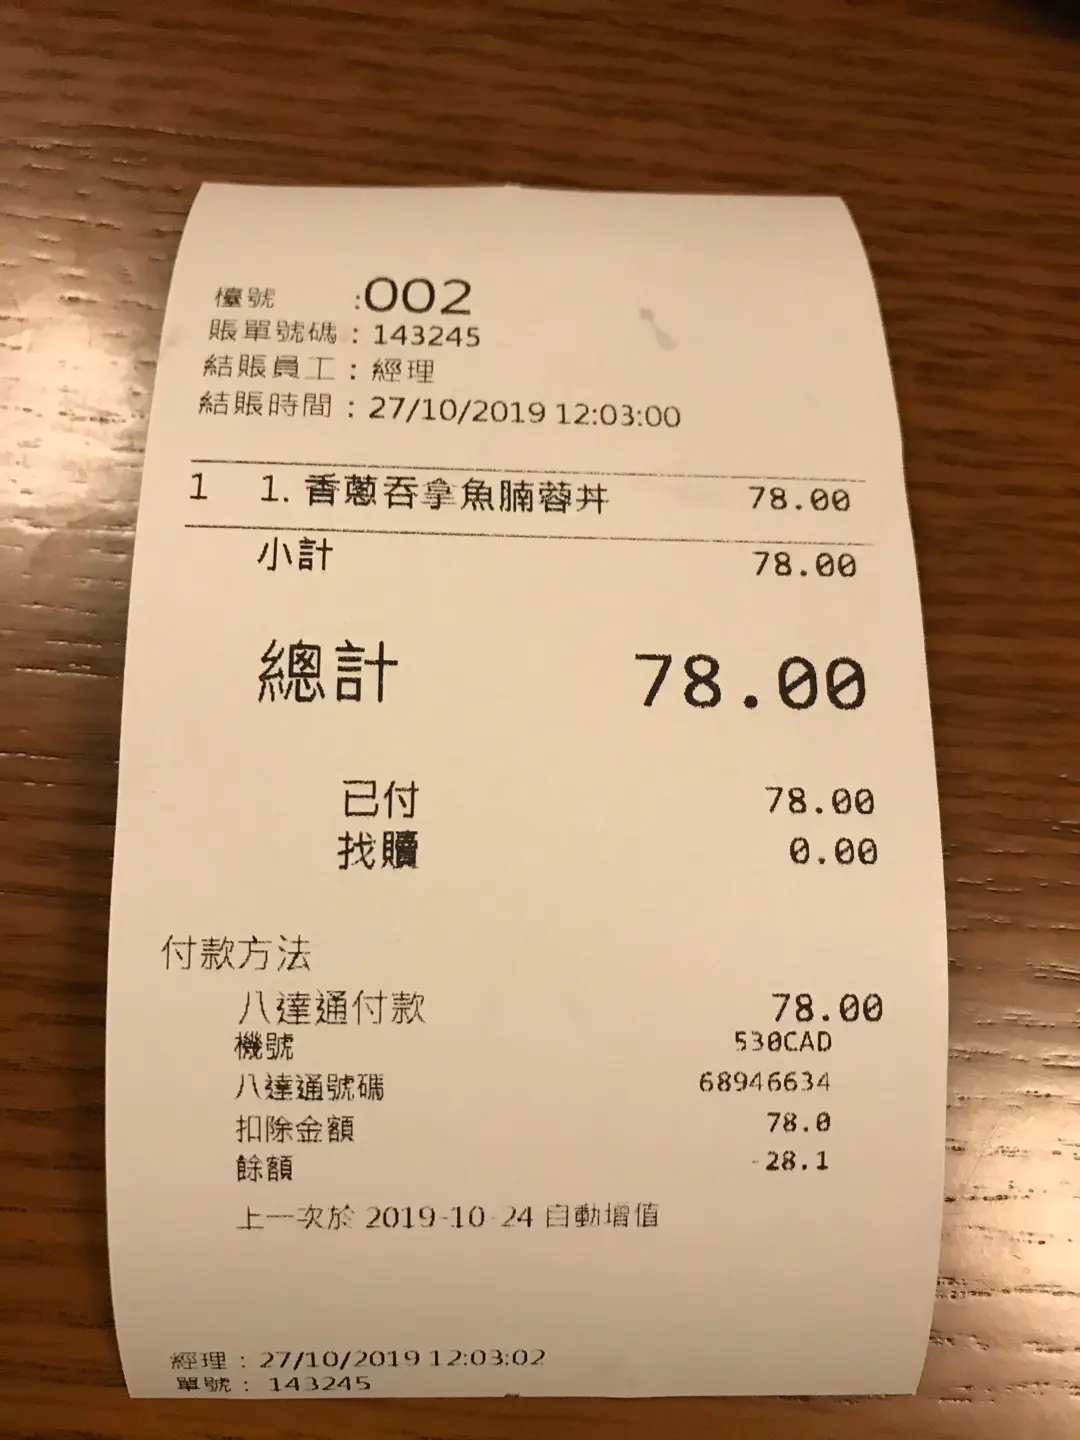 檯號 :002
賬單號碼 : 143245
結賬員工 : 經理
結賬時間 : 27/10/2019 12:03:00
1 1. 香蔥吞拿魚腩蓉丼 78.00
小計 78.00
總計 78.00
已付 78.00
找贖 0.00
付款方法
八達通付款 78.00
機號 530CAD
八達通號碼 68946634
扣除金額 78.0
餘額 -28.1
上一次於 2019-10-24 自動增值
經理 : 27/10/2019 12:03:02
單號 : 143245